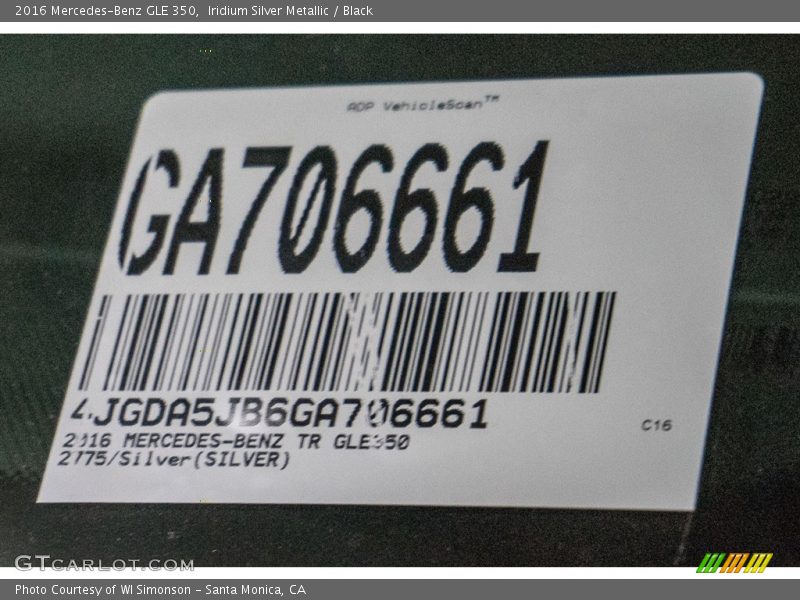 2016 Mercedes-Benz GLE 350, Iridium Silver Metallic / Black
ADP VehicleScan™
GA706661
4JGDA5JB6GA706661
C16
2016 MERCEDES-BENZ TR GLE350
2775/Silver(SILVER)
GTCARLOT.COM
Photo Courtesy of WI Simonson - Santa Monica, CA